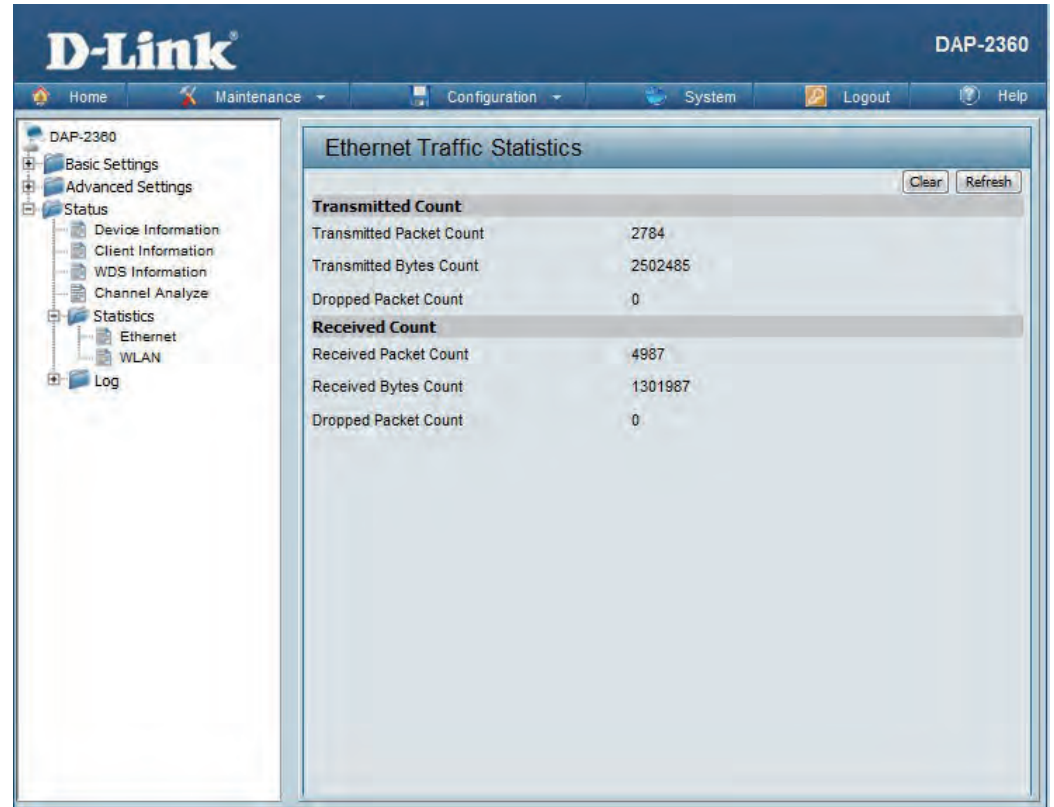 D-Link®
DAP-2360
Home Maintenance Configuration System Logout Help
DAP-2360
Basic Settings
Advanced Settings
Status
Device Information
Client Information
WDS Information
Channel Analyze
Statistics
Ethernet
WLAN
Log
Ethernet Traffic Statistics
Clear Refresh
Transmitted Count
Transmitted Packet Count 2784
Transmitted Bytes Count 2502485
Dropped Packet Count 0
Received Count
Received Packet Count 4987
Received Bytes Count 1301987
Dropped Packet Count 0